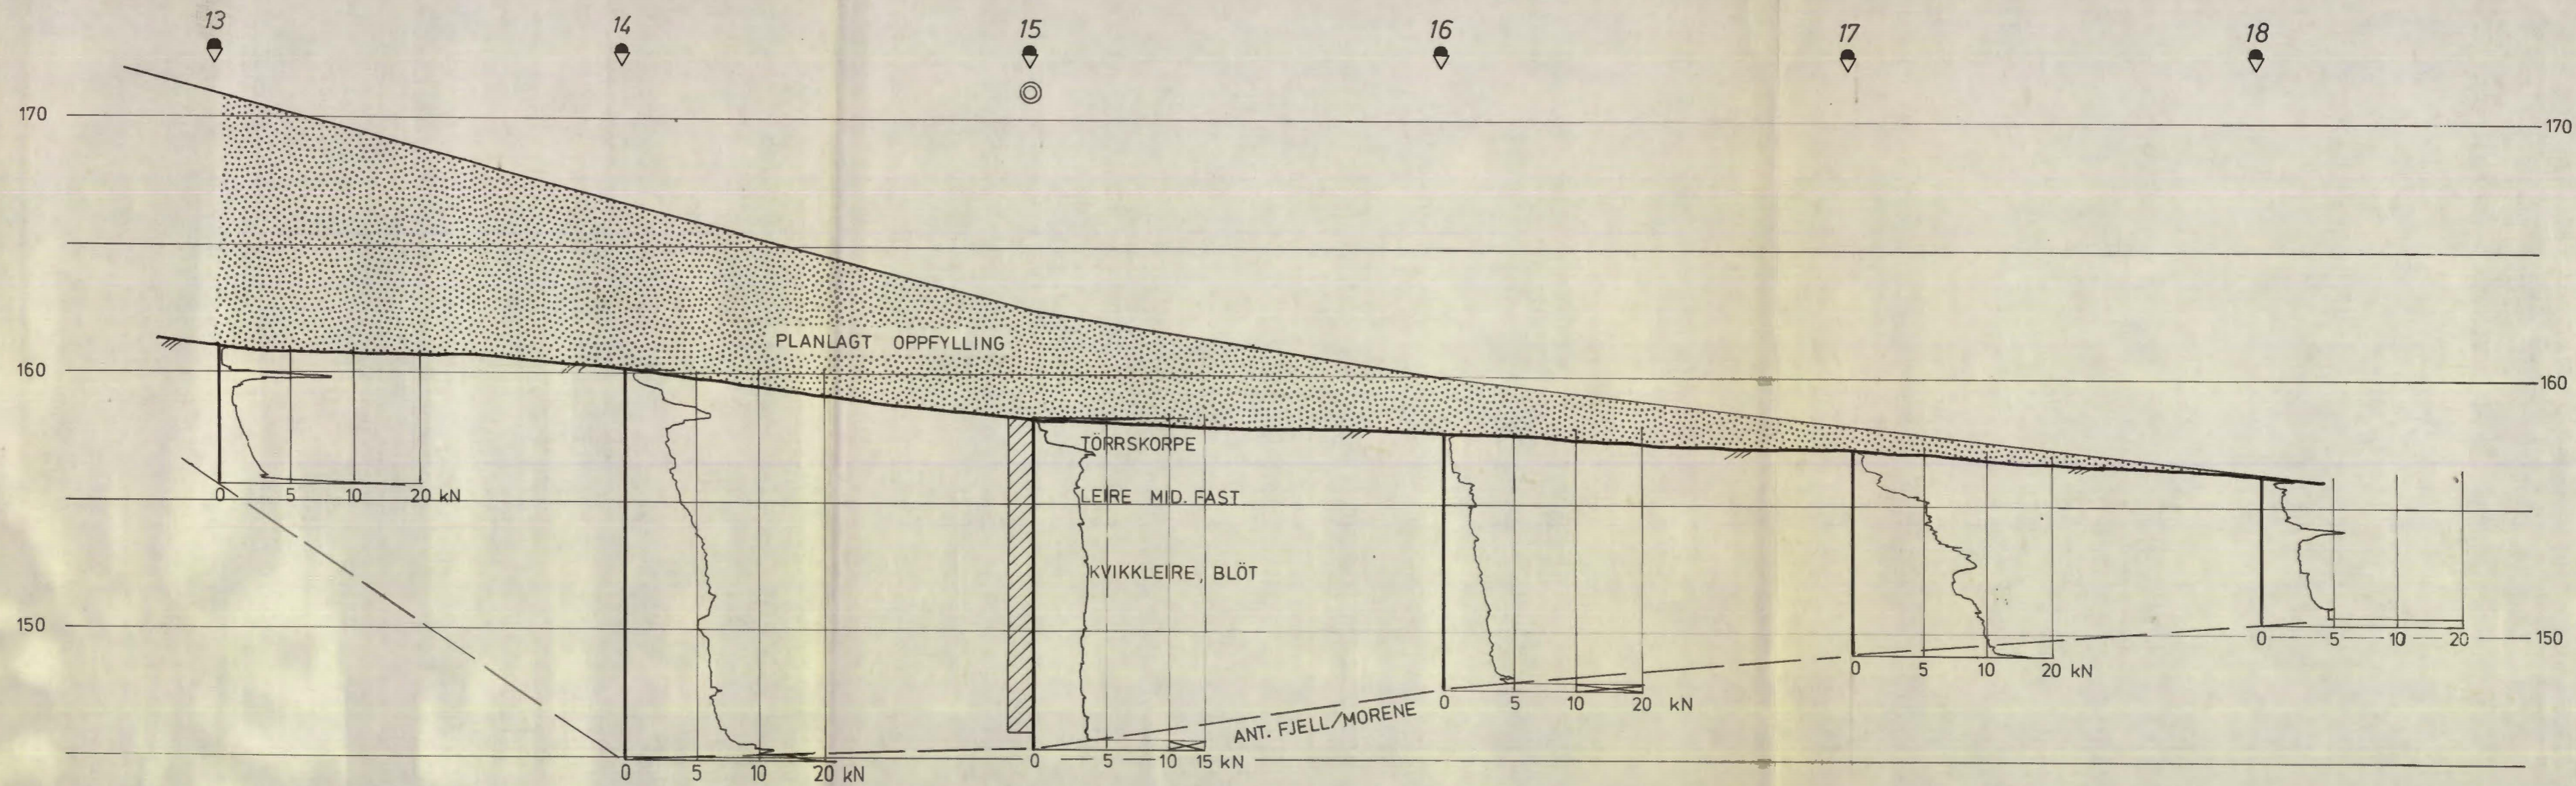 13
14
15
16
17
18
170
170
PLANLAGT OPPFYLLING
160
160
TÖRRSKORPE
0 5 10 20 kN
LEIRE MID. FAST
KVIKKLEIRE, BLÖT
150
0 5 10 20 150
0 5 10 20 kN
0 5 10 20 kN
ANT. FJELL/MORENE
0 5 10 15 kN
0 5 10 20 kN